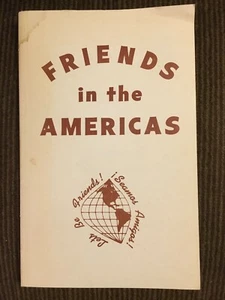 FRIENDS
in the
AMERICAS
Let's Be Friends!
¡Seamos Amigos!